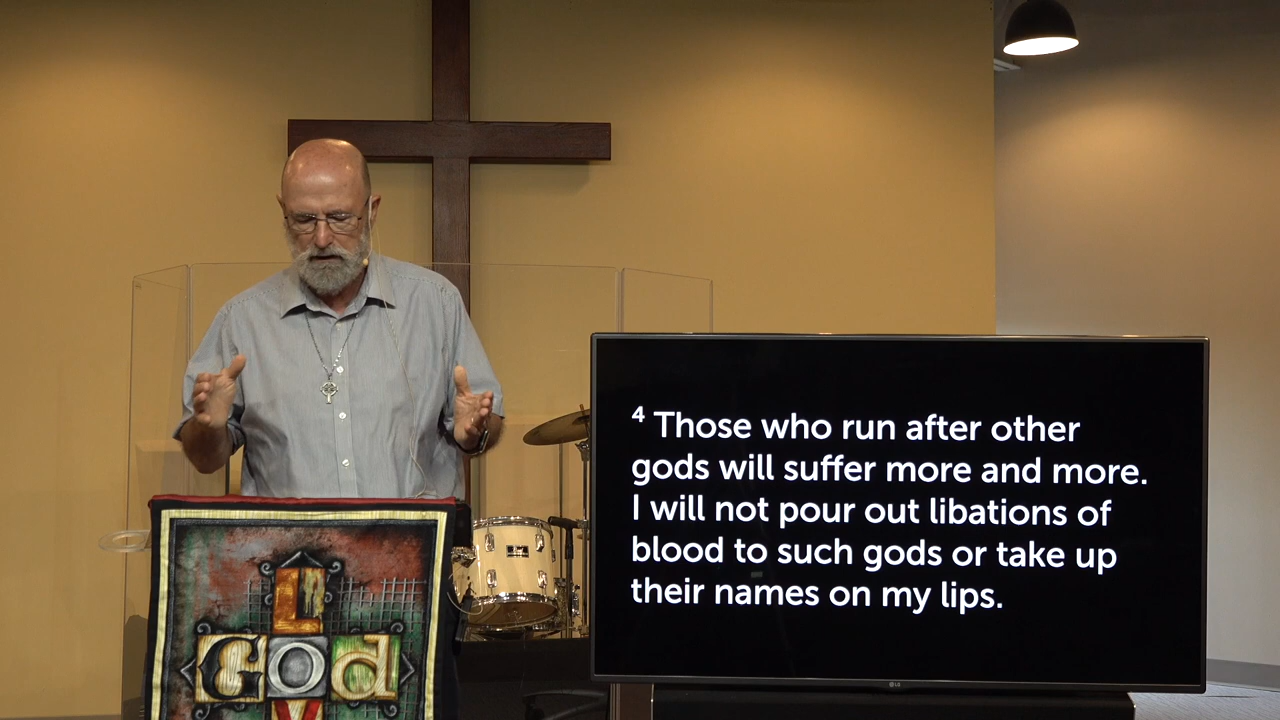 ⁴ Those who run after other
gods will suffer more and more.
I will not pour out libations of
blood to such gods or take up
their names on my lips.
L
God
V
LG